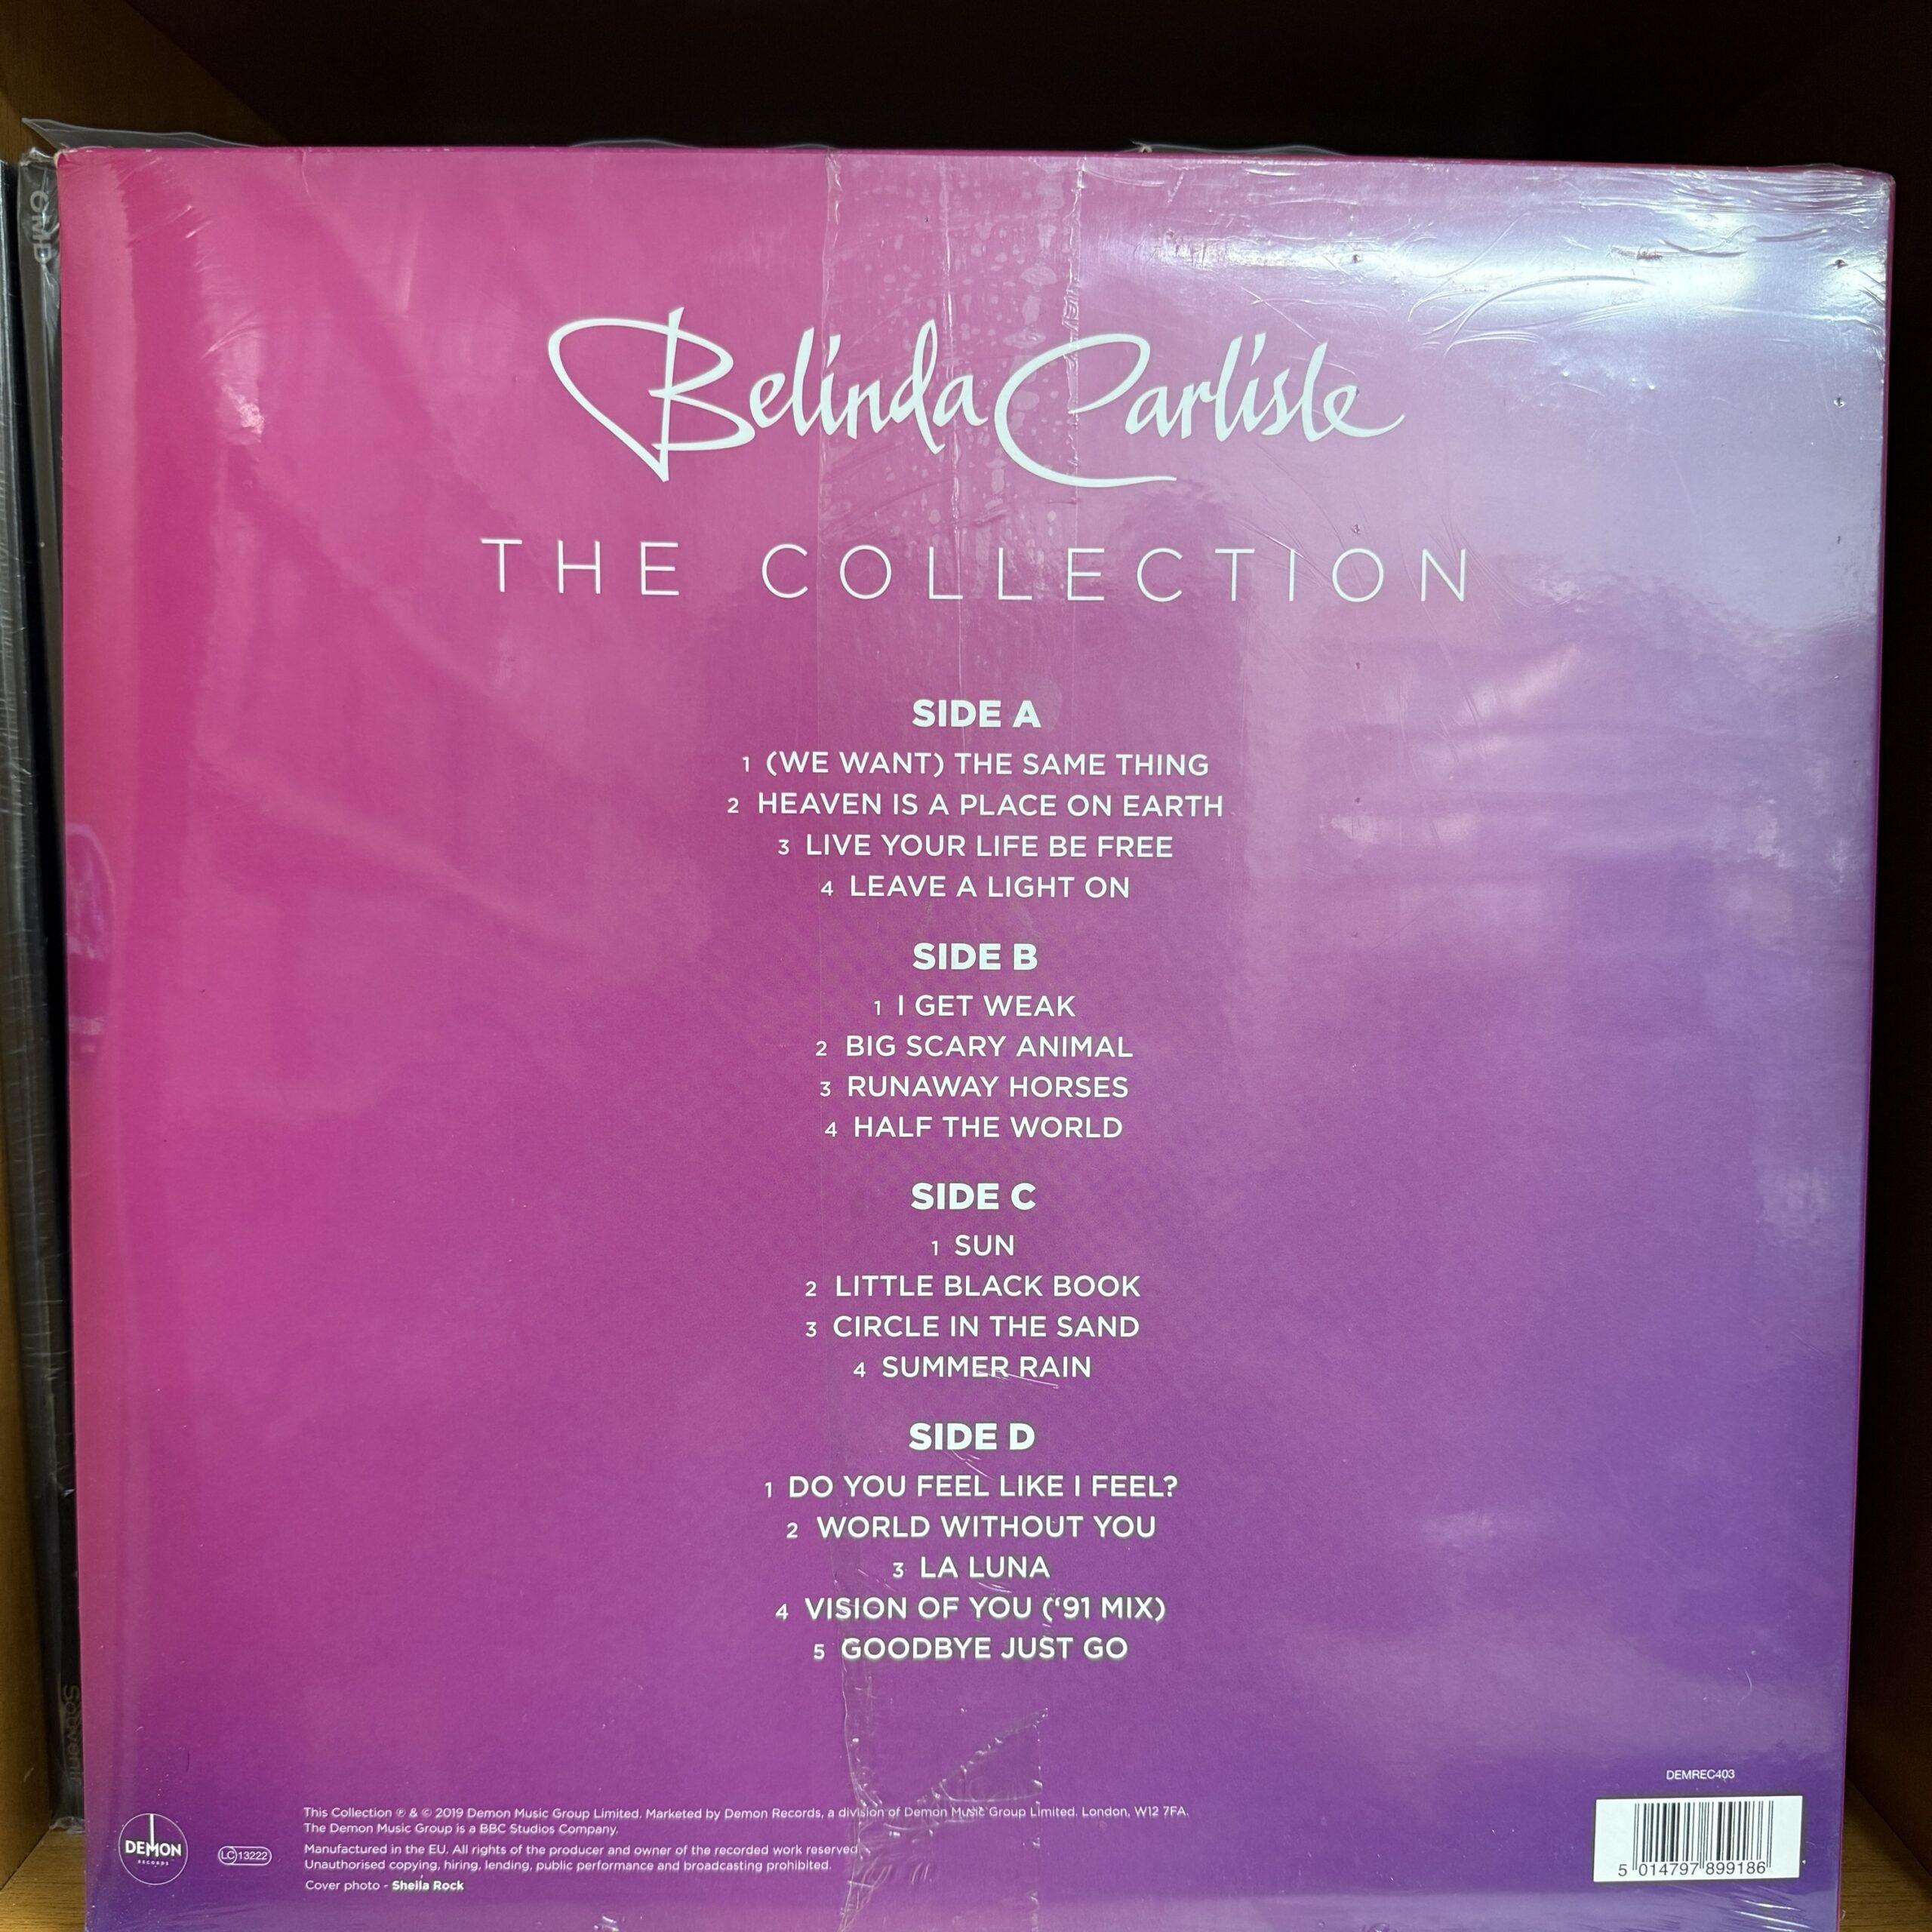 OMD
Belinda Carlisle
THE COLLECTION
SIDE A
1 (WE WANT) THE SAME THING
2 HEAVEN IS A PLACE ON EARTH
3 LIVE YOUR LIFE BE FREE
4 LEAVE A LIGHT ON
SIDE B
1 I GET WEAK
2 BIG SCARY ANIMAL
3 RUNAWAY HORSES
4 HALF THE WORLD
SIDE C
1 SUN
2 LITTLE BLACK BOOK
3 CIRCLE IN THE SAND
4 SUMMER RAIN
SIDE D
1 DO YOU FEEL LIKE I FEEL?
2 WORLD WITHOUT YOU
3 LA LUNA
4 VISION OF YOU (‘91 MIX)
5 GOODBYE JUST GO
Souvenir
DEMREC403
This Collection ℗ & © 2019 Demon Music Group Limited. Marketed by Demon Records, a division of Demon Music Group Limited. London, W12 7FA.
The Demon Music Group is a BBC Studios Company.
Manufactured in the EU. All rights of the producer and owner of the recorded work reserved.
Unauthorised copying, hiring, lending, public performance and broadcasting prohibited.
Cover photo - Sheila Rock
DEMON
RECORDS
LC 13222
5 014797 899186